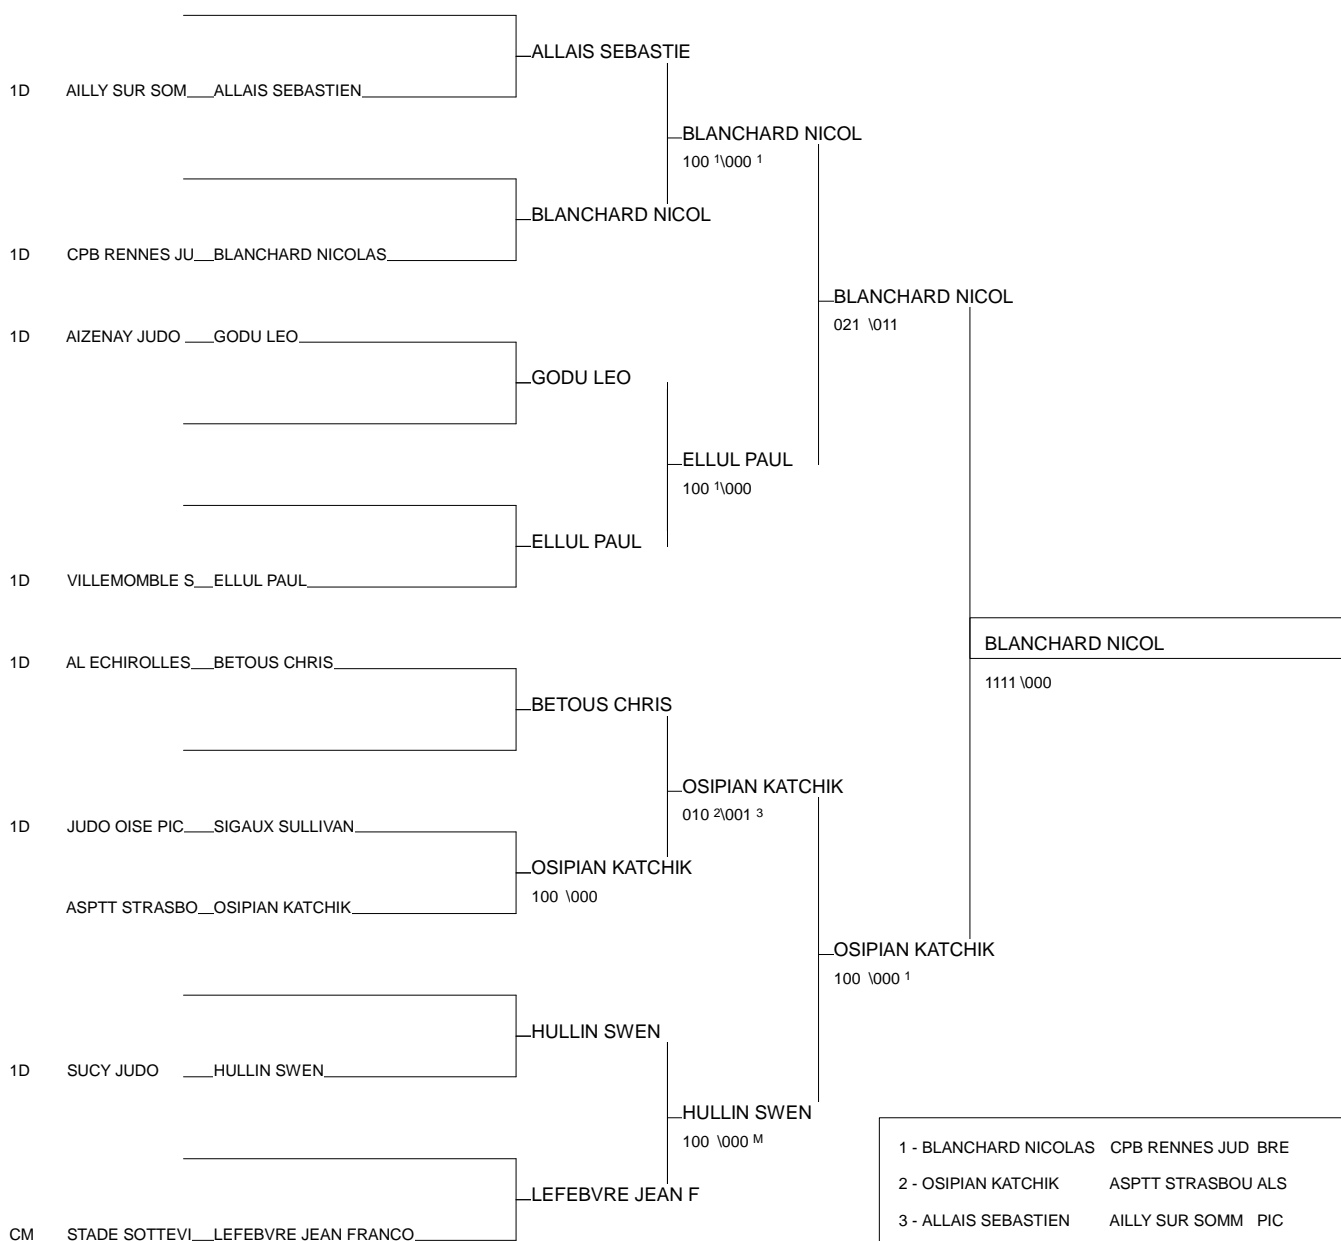 ALLAIS SEBASTIE
1D AILLY SUR SOM ALLAIS SEBASTIEN
BLANCHARD NICOL
100 1\000 1
BLANCHARD NICOL
1D CPB RENNES JU BLANCHARD NICOLAS
BLANCHARD NICOL
021 \011
1D AIZENAY JUDO GODU LEO
GODU LEO
ELLUL PAUL
100 1\000
ELLUL PAUL
1D VILLEMOMBLE S ELLUL PAUL
BLANCHARD NICOL
1111 \000
1D AL ECHIROLLES BETOUS CHRIS
BETOUS CHRIS
OSIPIAN KATCHIK
010 2\001 3
1D JUDO OISE PIC SIGAUX SULLIVAN
OSIPIAN KATCHIK
100 \000
ASPTT STRASBO OSIPIAN KATCHIK
OSIPIAN KATCHIK
100 \000 1
HULLIN SWEN
1D SUCY JUDO HULLIN SWEN
HULLIN SWEN
100 \000 M
LEFEBVRE JEAN F
CM STADE SOTTEVI LEFEBVRE JEAN FRANCO
1 - BLANCHARD NICOLAS CPB RENNES JUD BRE
2 - OSIPIAN KATCHIK ASPTT STRASBOU ALS
3 - ALLAIS SEBASTIEN AILLY SUR SOMM PIC